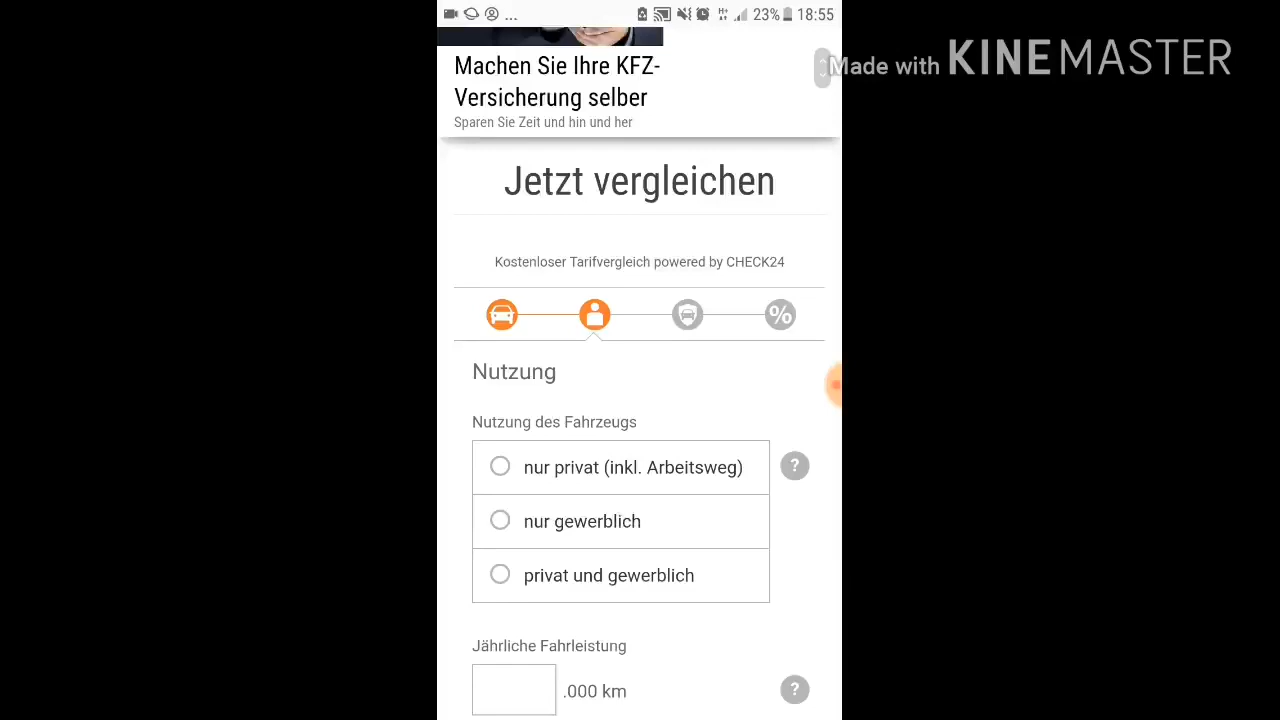 ... H+ 23% 18:55
Made with KINEMASTER
Machen Sie Ihre KFZ-
Versicherung selber
Sparen Sie Zeit und hin und her
Jetzt vergleichen
Kostenloser Tarifvergleich powered by CHECK24
%
Nutzung
Nutzung des Fahrzeugs
nur privat (inkl. Arbeitsweg) ?
nur gewerblich
privat und gewerblich
Jährliche Fahrleistung
.000 km ?